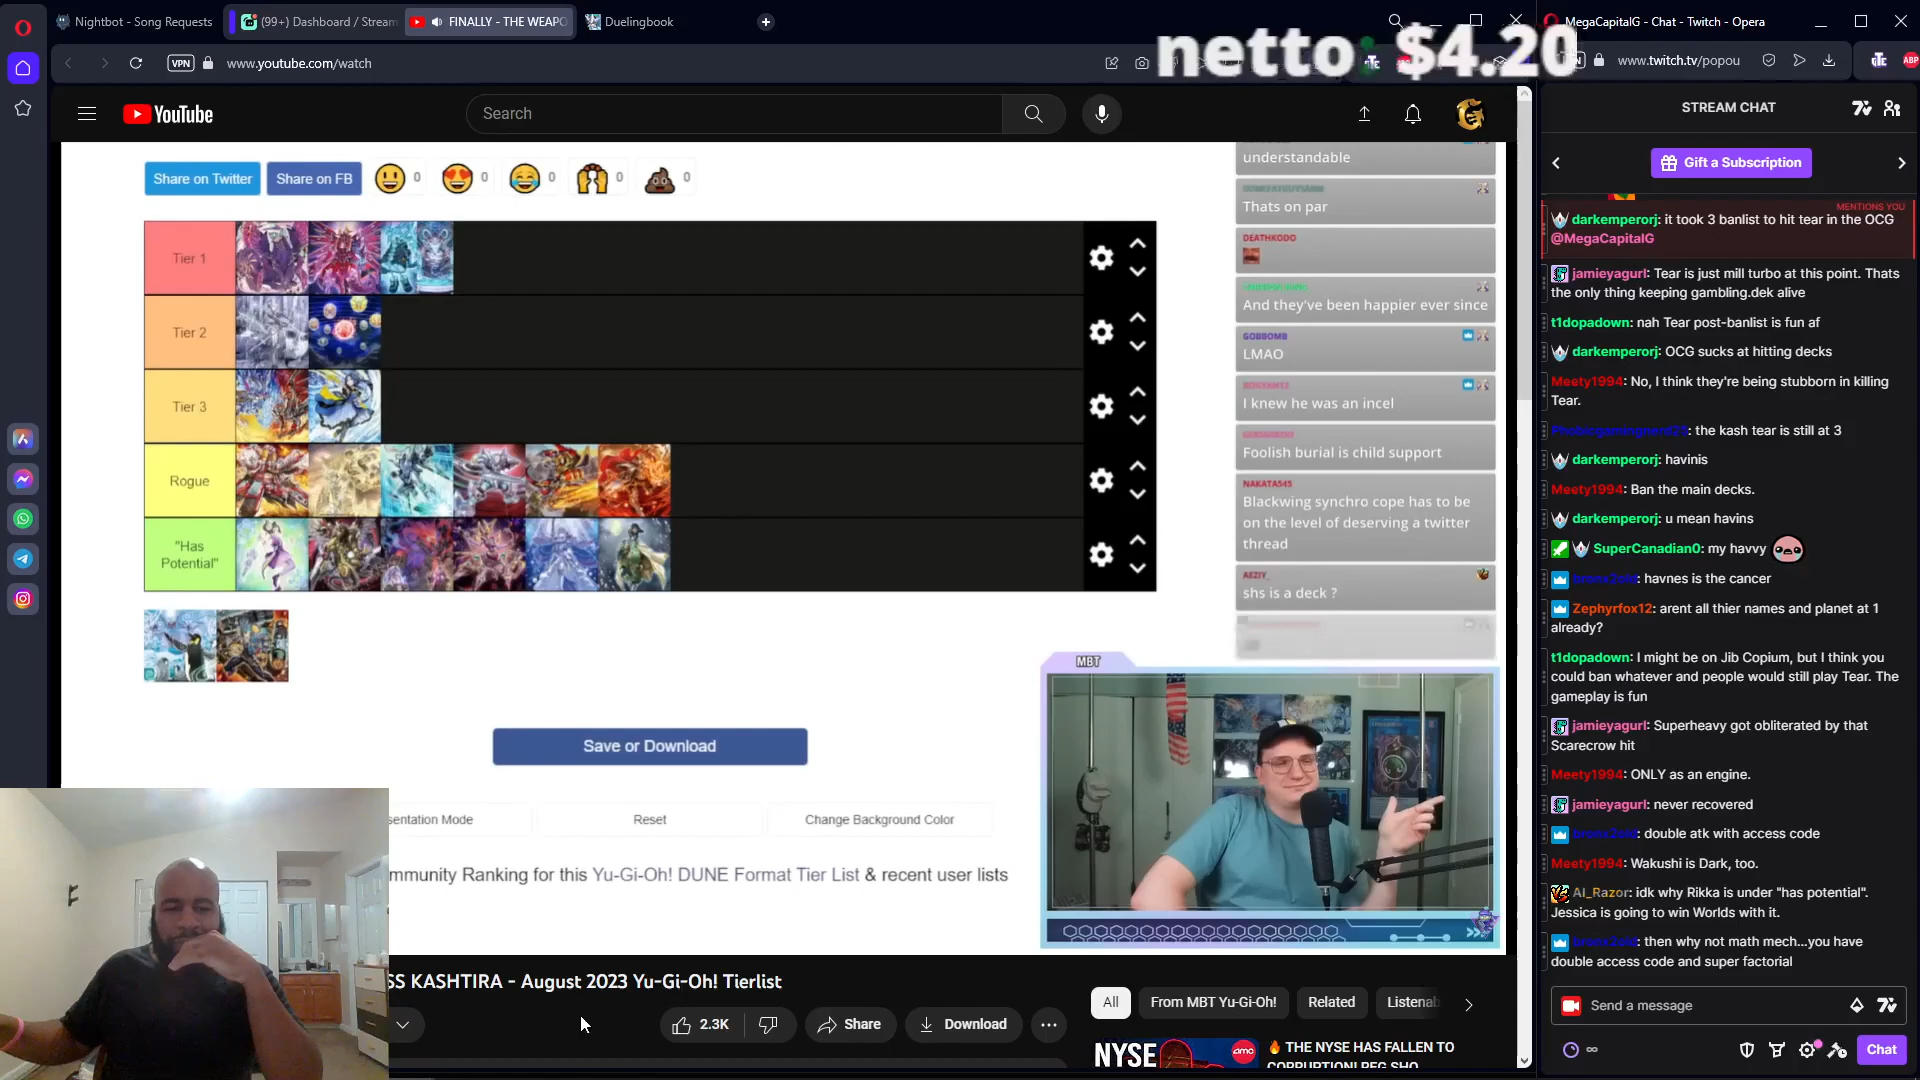 Nightbot - Song Requests
(99+) Dashboard / Stream
FINALLY - THE WEAPO
Duelingbook
MegaCapitalG - Chat - Twitch - Opera
netto: $4.20
VPN
www.youtube.com/watch
www.twitch.tv/popou
ABP
YouTube
Search
STREAM CHAT
Gift a Subscription
Share on Twitter
Share on FB
0
0
0
0
0
Tier 1
Tier 2
Tier 3
Rogue
"Has
Potential"
Save or Download
sentation Mode
Reset
Change Background Color
mmunity Ranking for this Yu-Gi-Oh! DUNE Format Tier List & recent user lists
understandable
Thats on par
DEATHKODO
And they've been happier ever since
GOBBOMB
LMAO
I knew he was an incel
Foolish burial is child support
NAKATA545
Blackwing synchro cope has to be
on the level of deserving a twitter
thread
AEZIY_
shs is a deck ?
MBT
SS KASHTIRA - August 2023 Yu-Gi-Oh! Tierlist
2.3K
Share
Download
All
From MBT Yu-Gi-Oh!
Related
Listenab
NYSE
amc
🔥 THE NYSE HAS FALLEN TO
CORRUPTION! REG SHO
MENTIONS YOU
darkemperorj: it took 3 banlist to hit tear in the OCG
@MegaCapitalG
jamieyagurl: Tear is just mill turbo at this point. Thats
the only thing keeping gambling.dek alive
t1dopadown: nah Tear post-banlist is fun af
darkemperorj: OCG sucks at hitting decks
Meety1994: No, I think they're being stubborn in killing
Tear.
: the kash tear is still at 3
darkemperorj: havinis
Meety1994: Ban the main decks.
darkemperorj: u mean havins
SuperCanadian0: my havvy
bronx2old: havnes is the cancer
Zephyrfox12: arent all thier names and planet at 1
already?
t1dopadown: I might be on Jib Copium, but I think you
could ban whatever and people would still play Tear. The
gameplay is fun
jamieyagurl: Superheavy got obliterated by that
Scarecrow hit
Meety1994: ONLY as an engine.
jamieyagurl: never recovered
bronx2old: double atk with access code
Meety1994: Wakushi is Dark, too.
Al_Razor: idk why Rikka is under "has potential".
Jessica is going to win Worlds with it.
bronx2old: then why not math mech...you have
double access code and super factorial
Send a message
Chat